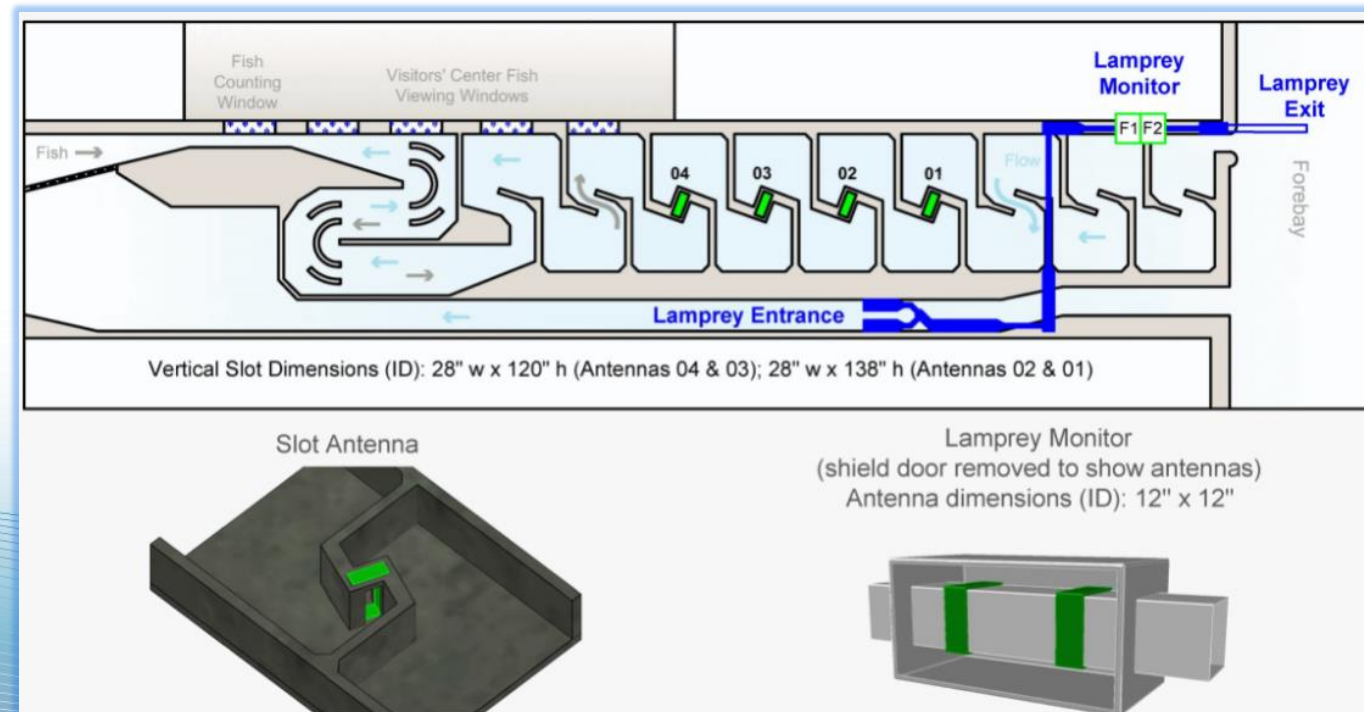 Fish
Counting
Window
Visitors' Center Fish
Viewing Windows
Lamprey
Monitor
Lamprey
Exit
F1 F2
Fish
04
03
02
01
Flow
Forebay
Lamprey Entrance
Vertical Slot Dimensions (ID): 28" w x 120" h (Antennas 04 & 03); 28" w x 138" h (Antennas 02 & 01)
Slot Antenna
Lamprey Monitor
(shield door removed to show antennas)
Antenna dimensions (ID): 12" x 12"